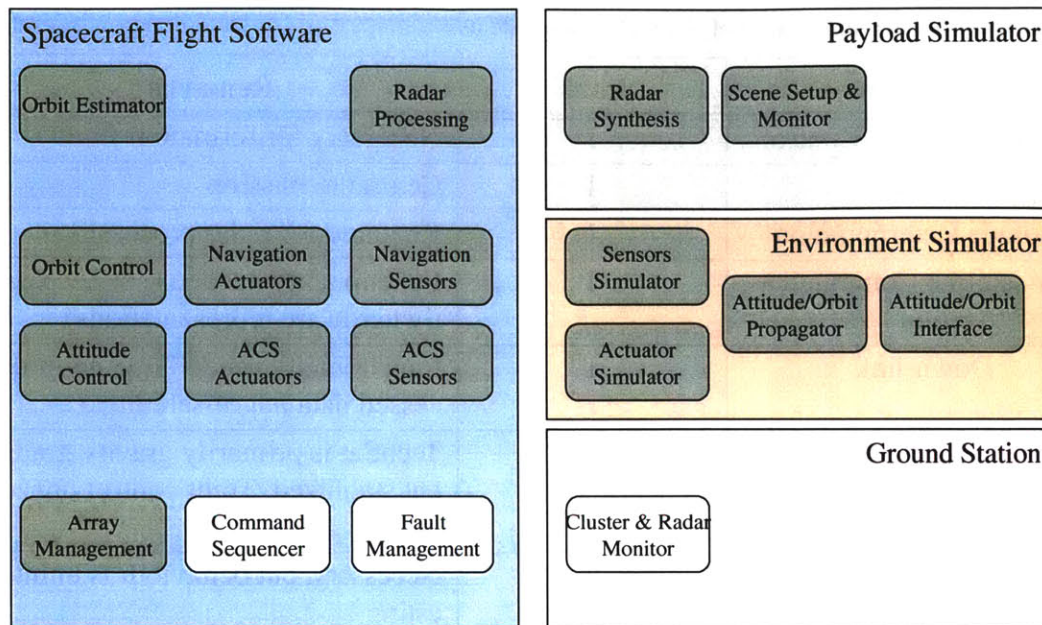 Spacecraft Flight Software
Orbit Estimator
Radar
Processing
Orbit Control
Navigation
Actuators
Navigation
Sensors
Attitude
Control
ACS
Actuators
ACS
Sensors
Array
Management
Command
Sequencer
Fault
Management
Payload Simulator
Radar
Synthesis
Scene Setup &
Monitor
Environment Simulator
Sensors
Simulator
Attitude/Orbit
Propagator
Attitude/Orbit
Interface
Actuator
Simulator
Ground Station
Cluster & Radar
Monitor